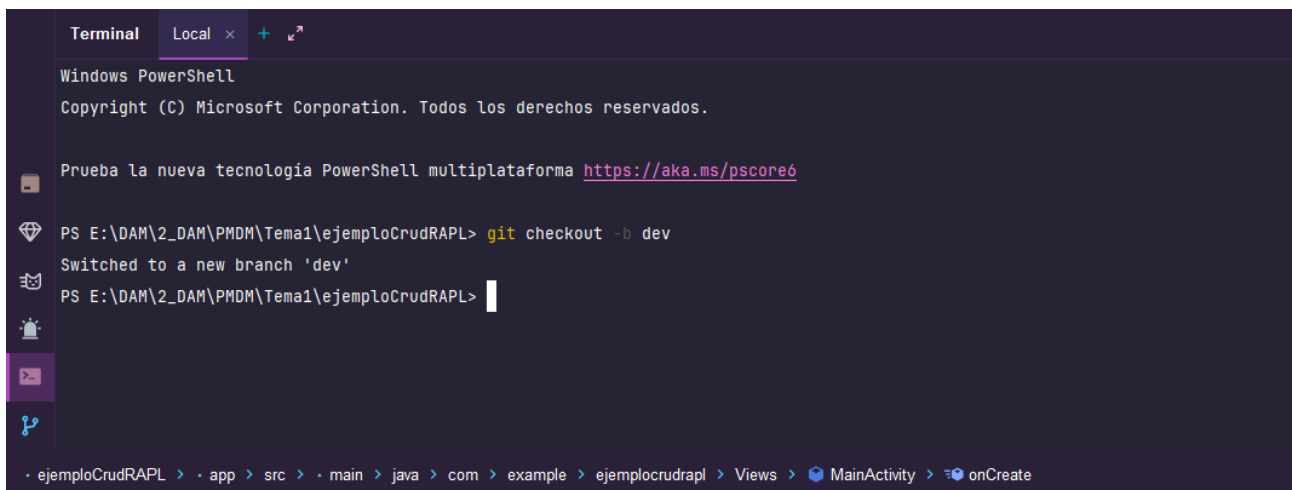 Terminal Local × +
Windows PowerShell
Copyright (C) Microsoft Corporation. Todos los derechos reservados.
Prueba la nueva tecnología PowerShell multiplataforma https://aka.ms/pscore6
PS E:\DAM\2_DAM\PMDM\Tema1\ejemploCrudRAPL> git checkout -b dev
Switched to a new branch 'dev'
PS E:\DAM\2_DAM\PMDM\Tema1\ejemploCrudRAPL>
ejemploCrudRAPL > app > src > main > java > com > example > ejemplocrudrapl > Views > MainActivity > onCreate